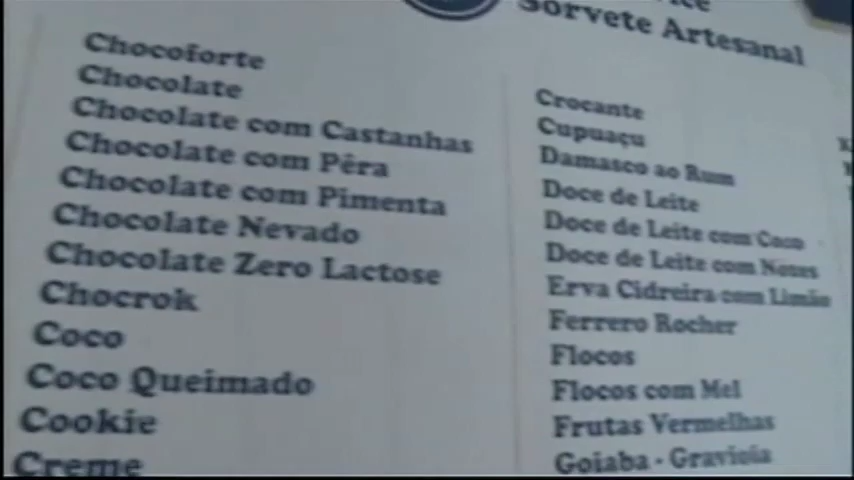 Sorvete Artesanal
Chocoforte
Chocolate
Chocolate com Castanhas
Chocolate com Pêra
Chocolate com Pimenta
Chocolate Nevado
Chocolate Zero Lactose
Chocrok
Coco
Coco Queimado
Cookie
Creme
Crocante
Cupuaçu
Damasco ao Rum
Doce de Leite
Doce de Leite com Coco
Doce de Leite com Nozes
Erva Cidreira com Limão
Ferrero Rocher
Flocos
Flocos com Mel
Frutas Vermelhas
Goiaba - Graviola